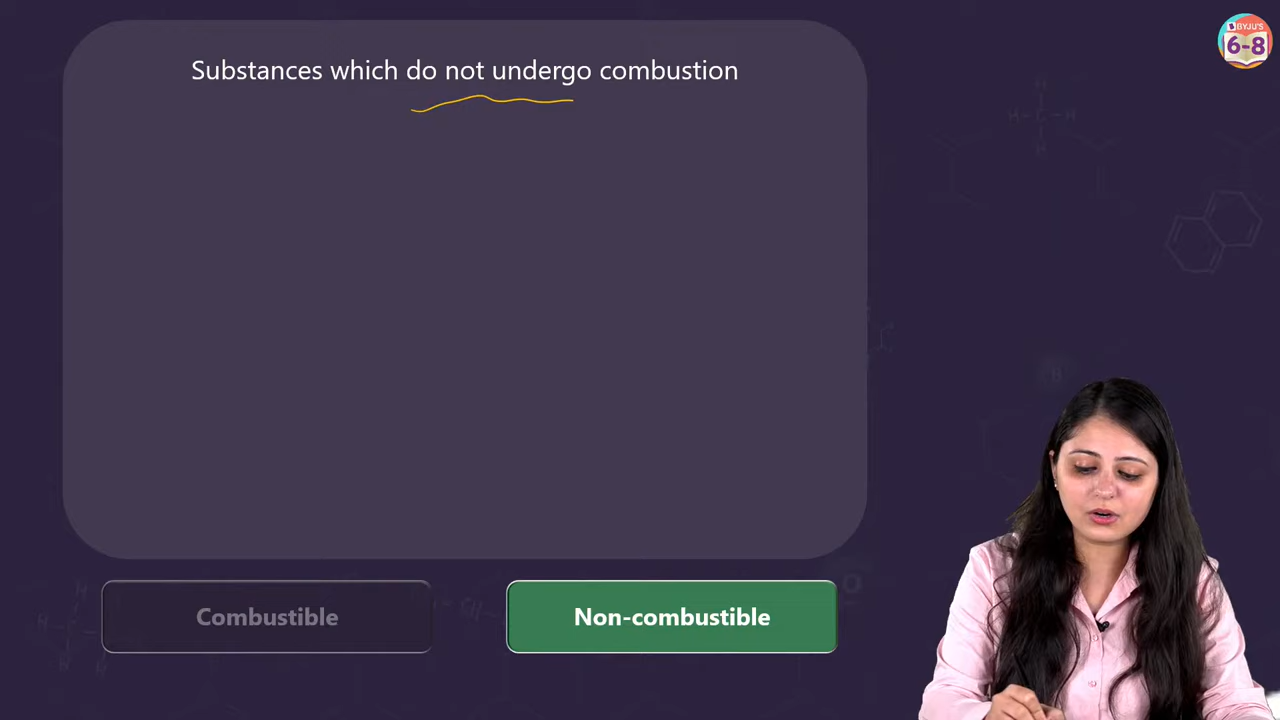 BYJU'S
6-8
Substances which do not undergo combustion
Combustible
Non-combustible